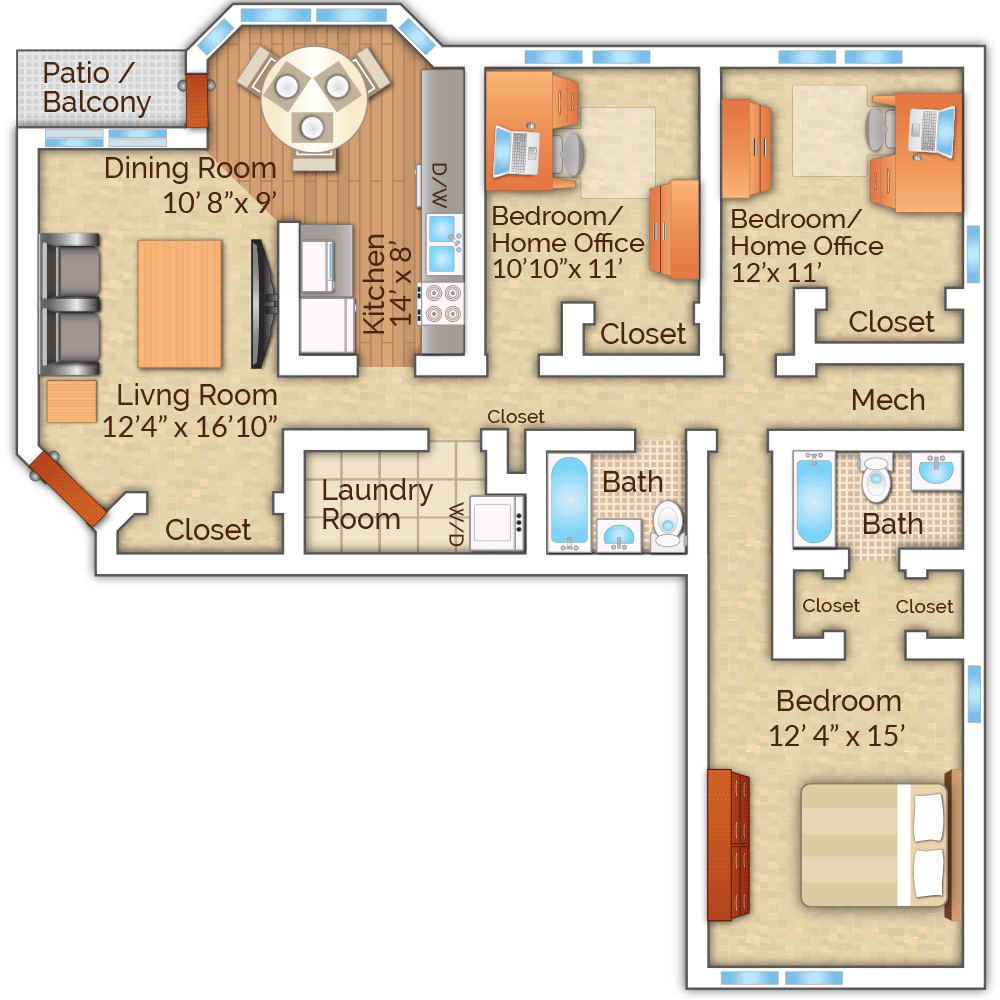 Patio /
Balcony
Dining Room
10’ 8”x 9’
D/W
Kitchen
14’ x 8’
Bedroom/
Home Office
10’10”x 11’
Closet
Bedroom/
Home Office
12’x 11’
Closet
Mech
Livng Room
12’4” x 16’10”
Closet
Closet
Laundry
Room
W/D
Bath
Bath
Closet
Closet
Bedroom
12’ 4” x 15’